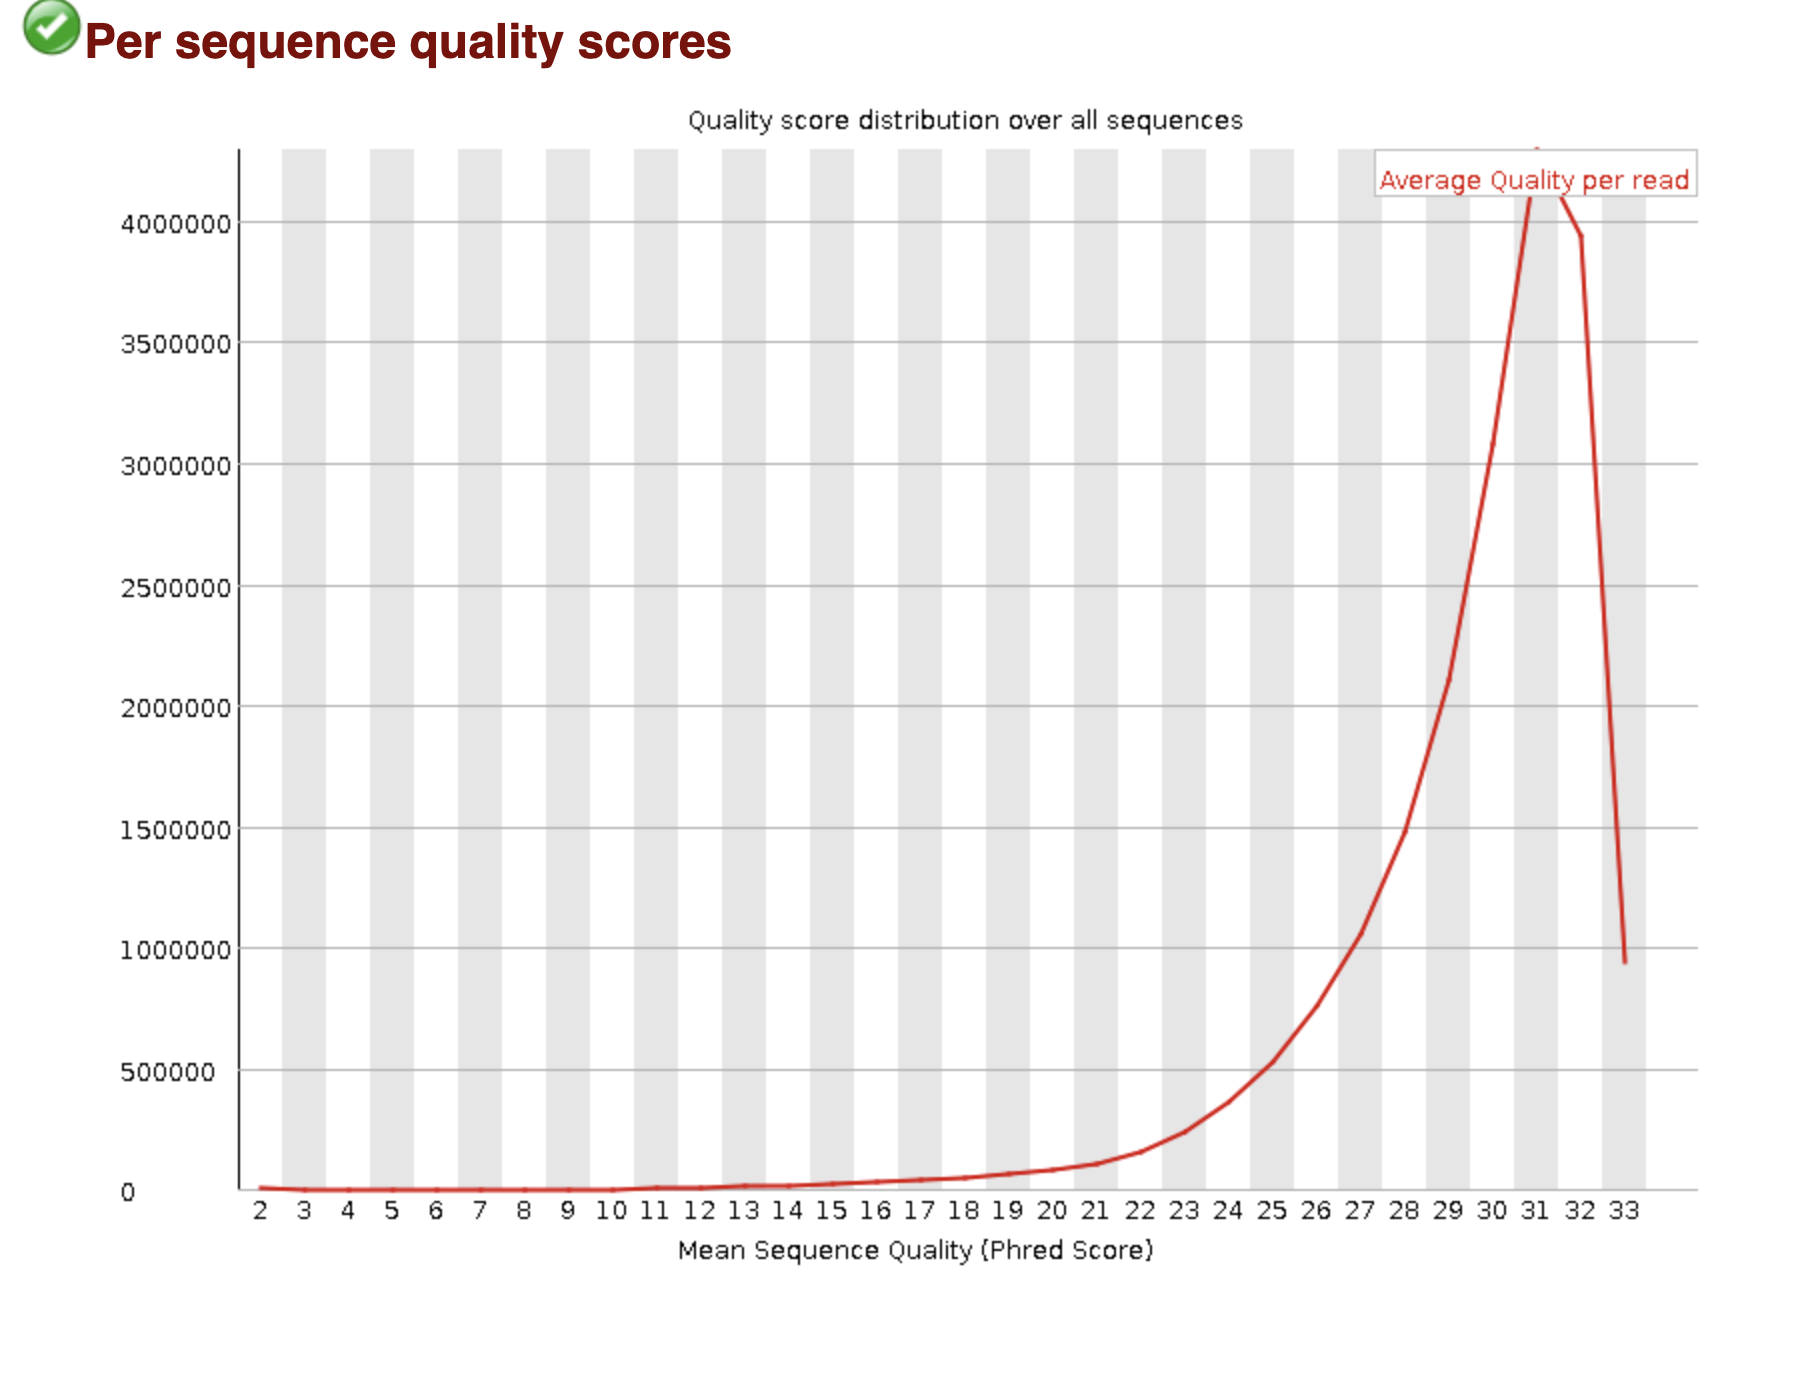 Per sequence quality scores
Quality score distribution over all sequences
Average Quality per read
4000000
3500000
3000000
2500000
2000000
1500000
1000000
500000
0
2 3 4 5 6 7 8 9 10 11 12 13 14 15 16 17 18 19 20 21 22 23 24 25 26 27 28 29 30 31 32 33
Mean Sequence Quality (Phred Score)